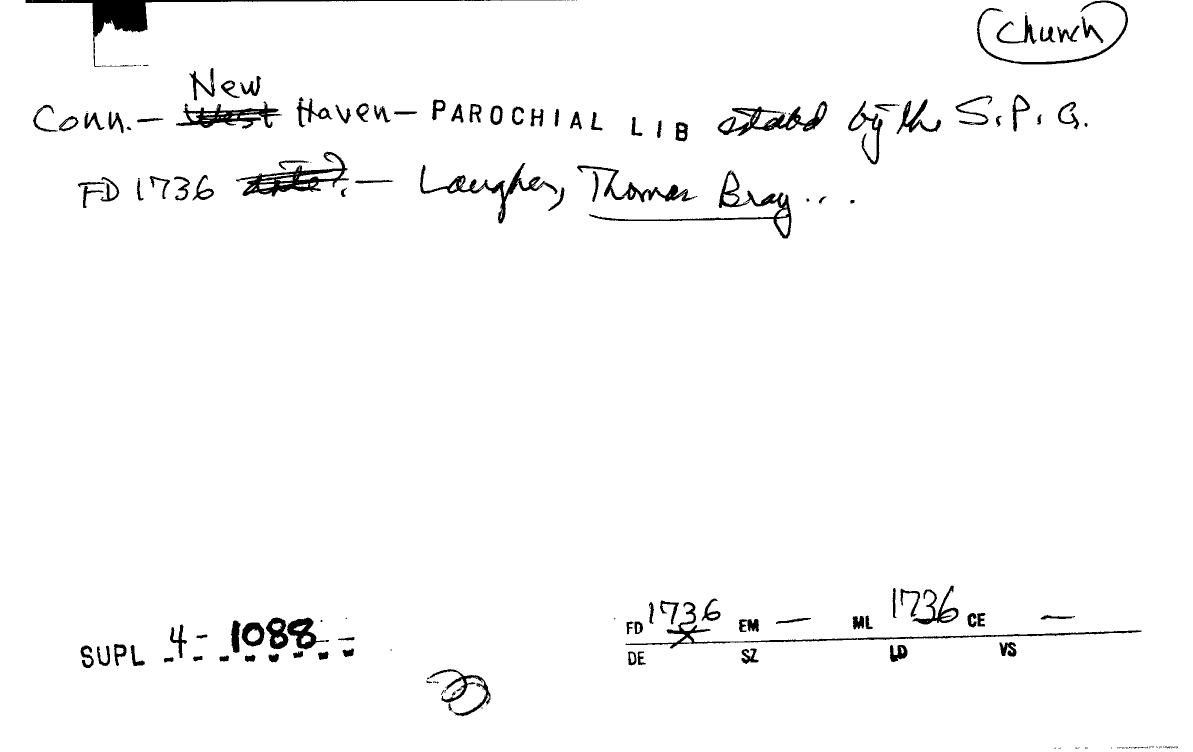 Church
New
Conn. — West Haven — PAROCHIAL LIB estabd by the S.P.G.
FD 1736 date? — Laugher, Thomas Bray...
SUPL 4 - 1088 - -
FD 1736 EM — ML 1736 CE —
X
DE SZ LD VS